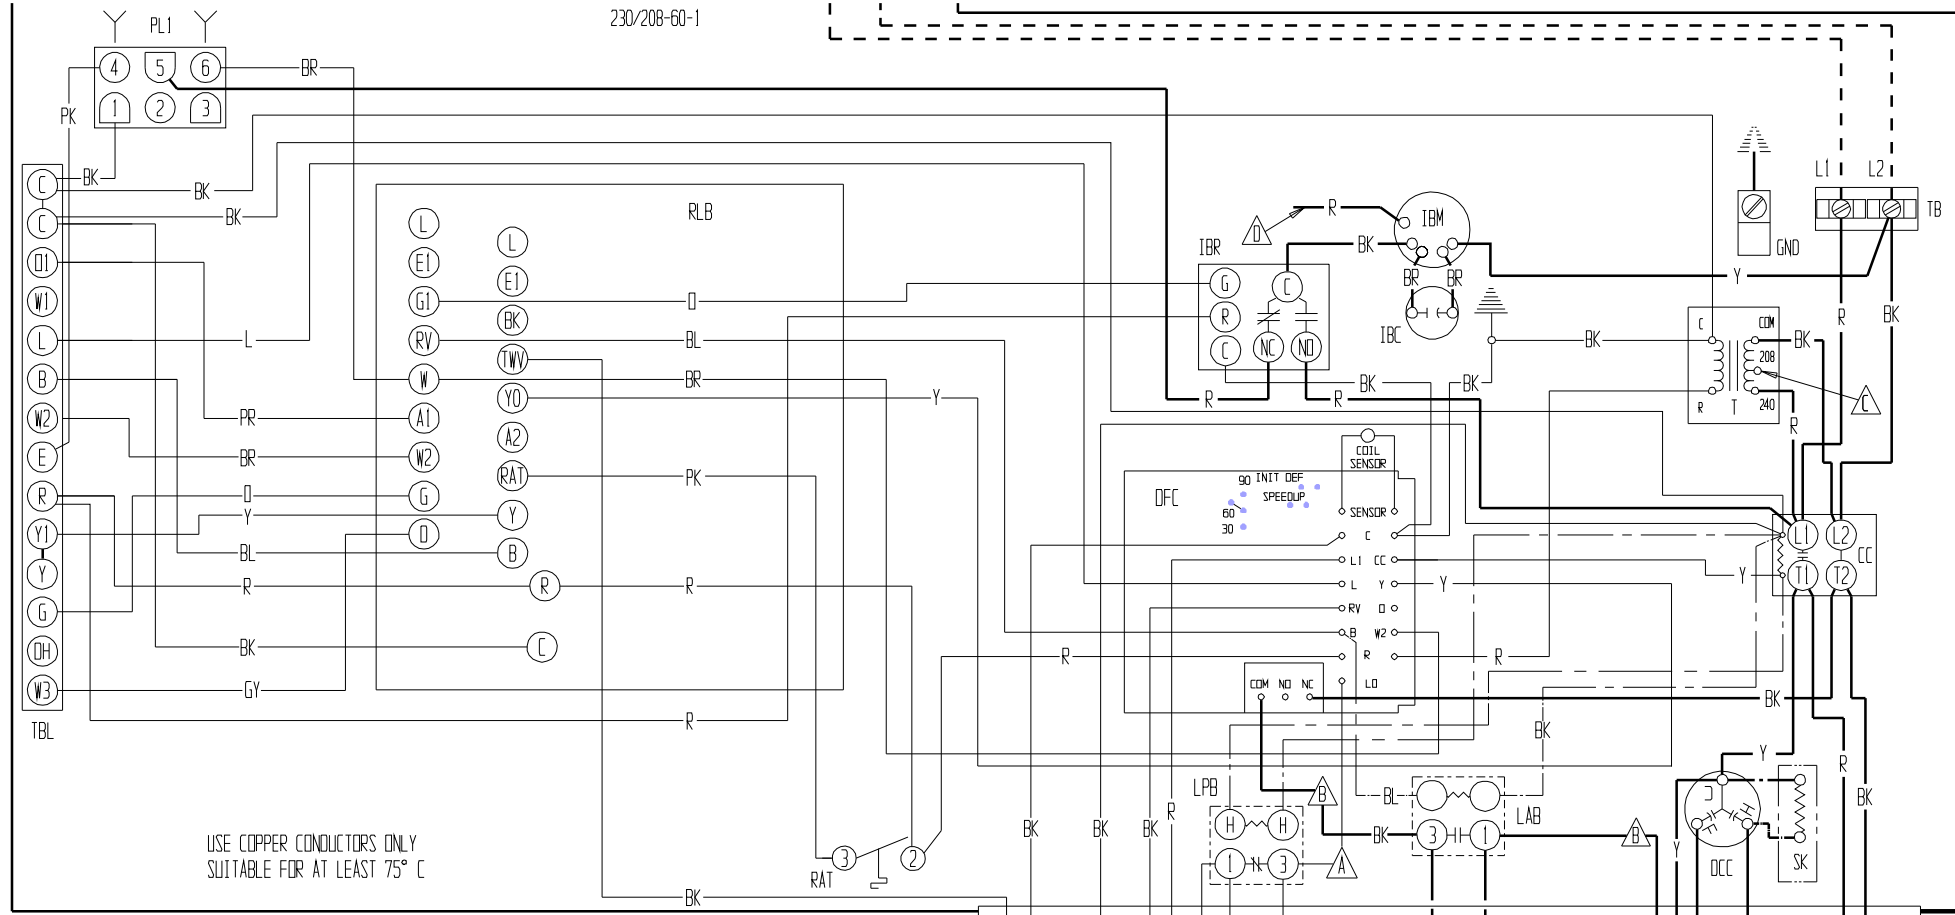 230/208-60-1
PL1
4 5 6
1 2 3
BR
PK
BK
BK
BK
C
C
O1
W1
L
B
W2
E
R
Y1
Y
G
OH
W3
TBL
L
PR
BR
O
Y
BL
R
BK
GY
RLB
L
E1
G1
RV
W
A1
W2
G
O
L
E1
BK
TWV
YO
A2
RAT
Y
B
R
C
O
BL
BR
Y
PK
R
R
BK
R
RAT
3
2
USE COPPER CONDUCTORS ONLY
SUITABLE FOR AT LEAST 75° C
D
R
IBM
BK
BR BR
IBC
IBR
G
R
C
C
NC NO
R
R
BK
BK
BK
Y
GND
L1 L2
TB
R
BK
C COM
208
240
R T
BK
R
C
COIL
SENSOR
DFC
90 INIT DEF
SPEEDUP
60
30
SENSOR
C
L1 CC
L Y
RV O
B W2
R
LO
COM NO NC
Y
R
Y
L1 L2
T1 T2
CC
BK
BK
LPB
H H
1 3
A
B
BL
BK
LAB
3 1
B
BK
BK
BK
R
Y
R
BK
Y
C
F
H
OCC
SK